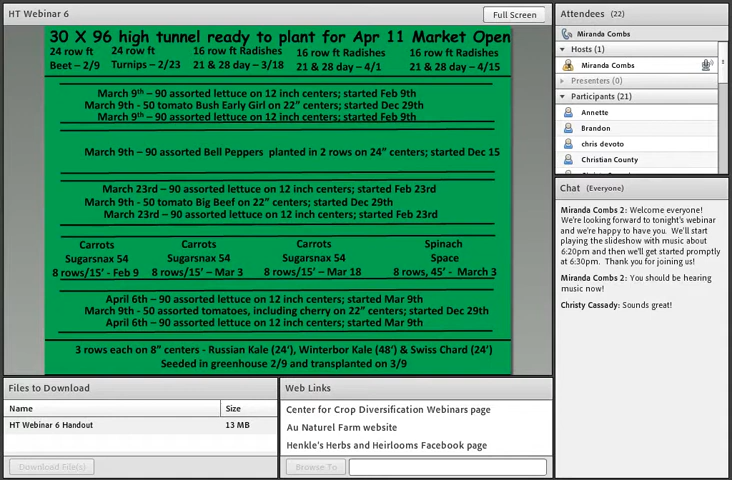 HT Webinar 6
Full Screen
30 X 96 high tunnel ready to plant for Apr 11 Market Open
24 row ft
Beet – 2/9
24 row ft
Turnips – 2/23
16 row ft Radishes
21 & 28 day – 3/18
16 row ft Radishes
21 & 28 day – 4/1
16 row ft Radishes
21 & 28 day – 4/15
March 9th – 90 assorted lettuce on 12 inch centers; started Feb 9th
March 9th - 50 tomato Bush Early Girl on 22” centers; started Dec 29th
March 9th – 90 assorted lettuce on 12 inch centers; started Feb 9th
March 9th – 90 assorted Bell Peppers planted in 2 rows on 24” centers; started Dec 15
March 23rd – 90 assorted lettuce on 12 inch centers; started Feb 23rd
March 9th - 50 tomato Big Beef on 22” centers; started Dec 29th
March 23rd – 90 assorted lettuce on 12 inch centers; started Feb 23rd
Carrots
Sugarsnax 54
8 rows/15’ - Feb 9
Carrots
Sugarsnax 54
8 rows/15’ – Mar 3
Carrots
Sugarsnax 54
8 rows/15’ – Mar 18
Spinach
Space
8 rows, 45’ - March 3
April 6th – 90 assorted lettuce on 12 inch centers; started Mar 9th
March 9th - 50 assorted tomatoes, including cherry on 22” centers; started Dec 29th
April 6th – 90 assorted lettuce on 12 inch centers; started Mar 9th
3 rows each on 8” centers - Russian Kale (24’), Winterbor Kale (48’) & Swiss Chard (24’)
Seeded in greenhouse 2/9 and transplanted on 3/9
Attendees (22)
Miranda Combs
Hosts (1)
Miranda Combs
Presenters (0)
Participants (21)
Annette
Brandon
chris devoto
Christian County
Chat (Everyone)
Miranda Combs 2: Welcome everyone!
We're looking forward to tonight's webinar
and we're happy to have you. We'll start
playing the slideshow with music about
6:20pm and then we'll get started promptly
at 6:30pm. Thank you for joining us!
Miranda Combs 2: You should be hearing
music now!
Christy Cassady: Sounds great!
Files to Download
Name
Size
HT Webinar 6 Handout
13 MB
Download File(s)
Web Links
Center for Crop Diversification Webinars page
Au Naturel Farm website
Henkle's Herbs and Heirlooms Facebook page
Browse To